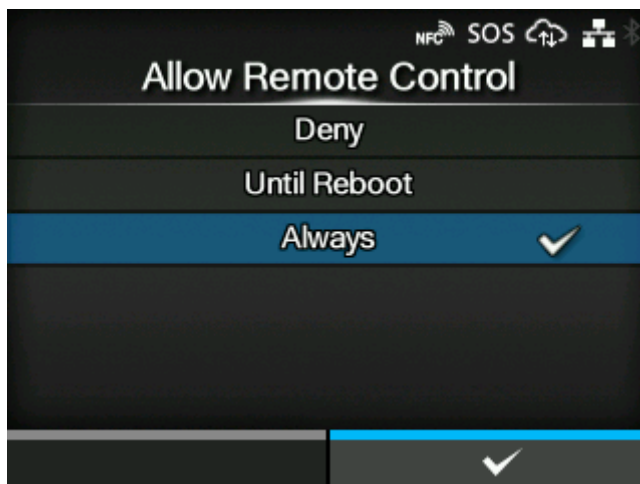 NFC SOS
Allow Remote Control
Deny
Until Reboot
Always